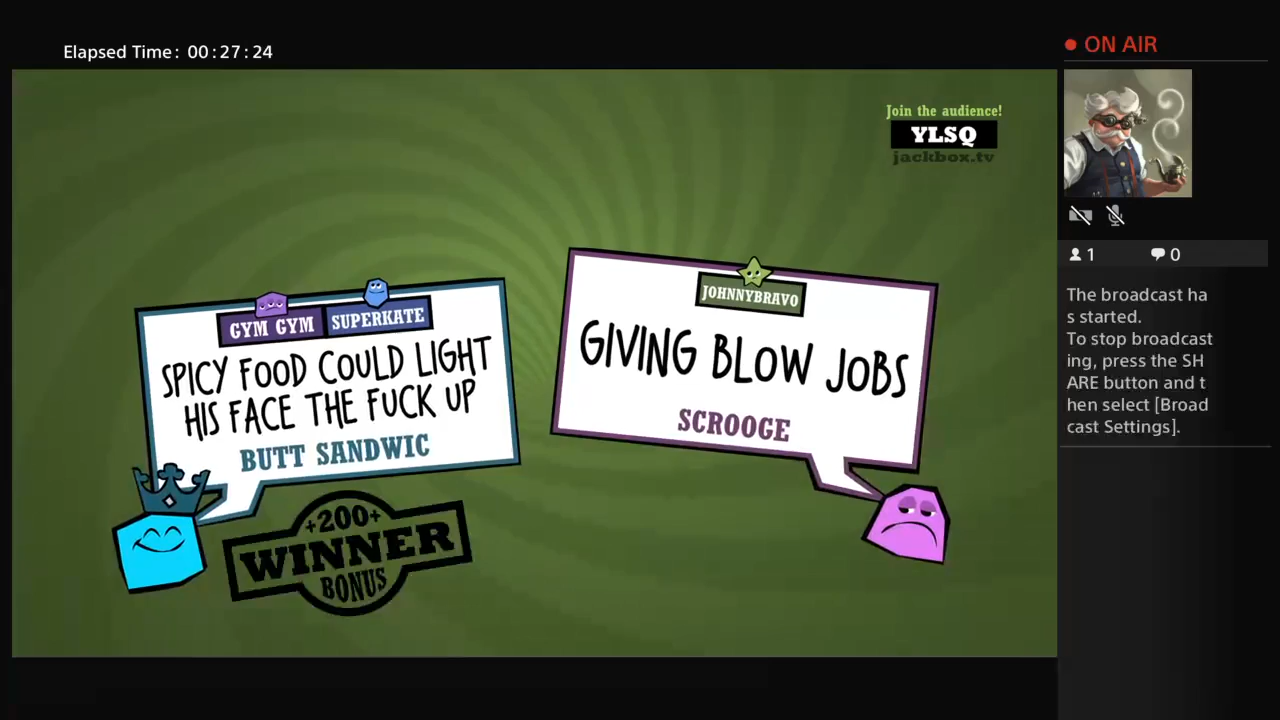 Elapsed Time: 00:27:24
ON AIR
Join the audience!
YLSQ
jackbox.tv
GYM GYM
SUPERKATE
SPICY FOOD COULD LIGHT
HIS FACE THE FUCK UP
BUTT SANDWIC
JOHNNYBRAVO
GIVING BLOW JOBS
SCROOGE
+200+
WINNER
BONUS
1
0
The broadcast ha
s started.
To stop broadcast
ing, press the SH
ARE button and t
hen select [Broad
cast Settings].